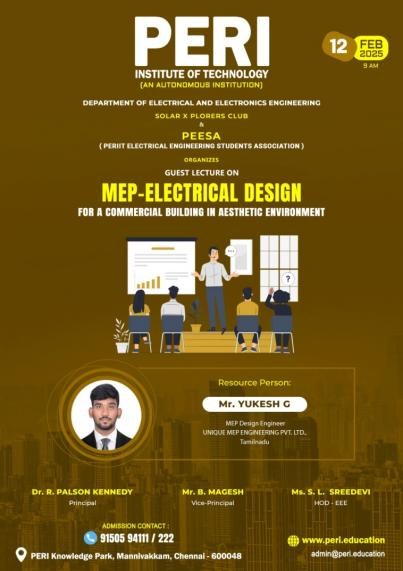 PERI
INSTITUTE OF TECHNOLOGY
(AN AUTONOMOUS INSTITUTION)
12 FEB
2025
9 AM
DEPARTMENT OF ELECTRICAL AND ELECTRONICS ENGINEERING
SOLAR X PLORERS CLUB
&
PEESA
( PERIIT ELECTRICAL ENGINEERING STUDENTS ASSOCIATION )
ORGANIZES
GUEST LECTURE ON
MEP-ELECTRICAL DESIGN
FOR A COMMERCIAL BUILDING IN AESTHETIC ENVIRONMENT
?
Resource Person:
Mr. YUKESH G
MEP Design Engineer
UNIQUE MEP ENGINEERING PVT. LTD.,
Tamilnadu
Dr. R. PALSON KENNEDY
Principal
Mr. B. MAGESH
Vice-Principal
Ms. S. L. SREEDEVI
HOD - EEE
ADMISSION CONTACT :
91505 94111 / 222
PERI Knowledge Park, Mannivakkam, Chennai - 600048
www.peri.education
admin@peri.education